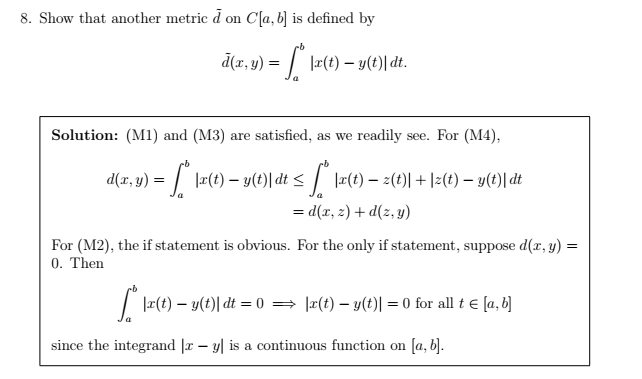 8. Show that another metric d̃ on C[a, b] is defined by
d̃(x, y) = ∫_a^b |x(t) − y(t)| dt.
Solution: (M1) and (M3) are satisfied, as we readily see. For (M4),
d(x, y) = ∫_a^b |x(t) − y(t)| dt ≤ ∫_a^b |x(t) − z(t)| + |z(t) − y(t)| dt
= d(x, z) + d(z, y)
For (M2), the if statement is obvious. For the only if statement, suppose d(x, y) =
0. Then
∫_a^b |x(t) − y(t)| dt = 0 ⟹ |x(t) − y(t)| = 0 for all t ∈ [a, b]
since the integrand |x − y| is a continuous function on [a, b].